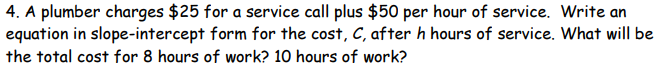 4. A plumber charges $25 for a service call plus $50 per hour of service. Write an
equation in slope-intercept form for the cost, C, after h hours of service. What will be
the total cost for 8 hours of work? 10 hours of work?